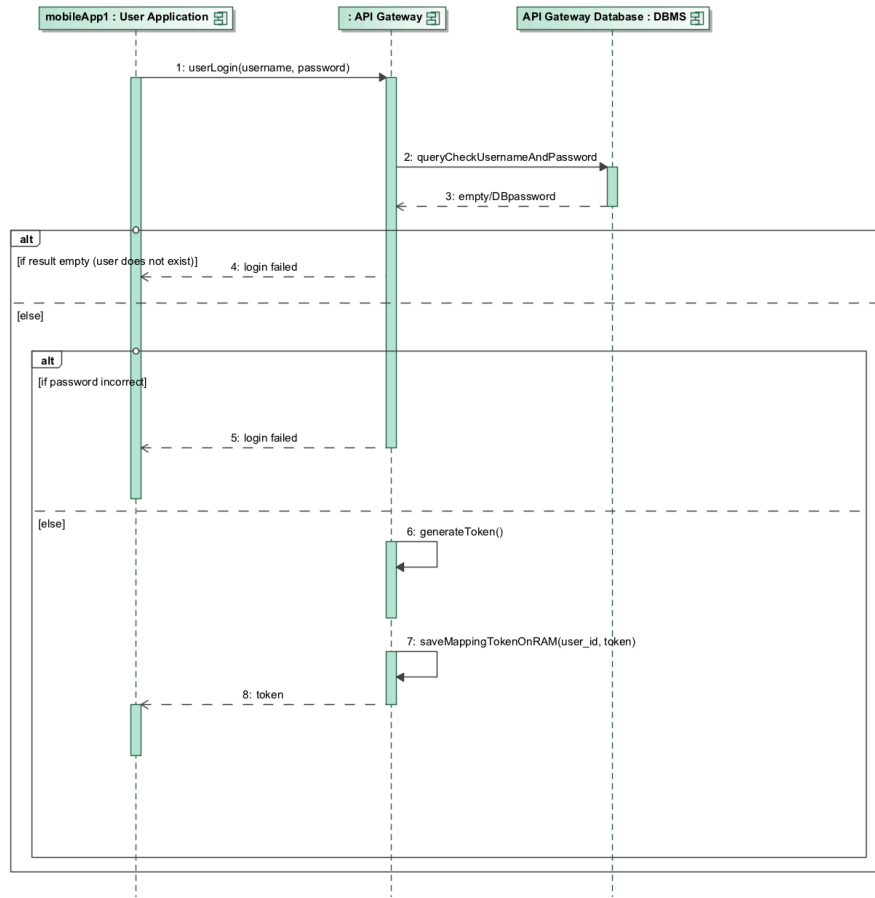 mobileApp1 : User Application
: API Gateway
API Gateway Database : DBMS
1: userLogin(username, password)
2: queryCheckUsernameAndPassword
3: empty/DBpassword
alt
[if result empty (user does not exist)]
4: login failed
[else]
alt
[if password incorrect]
5: login failed
[else]
6: generateToken()
7: saveMappingTokenOnRAM(user_id, token)
8: token